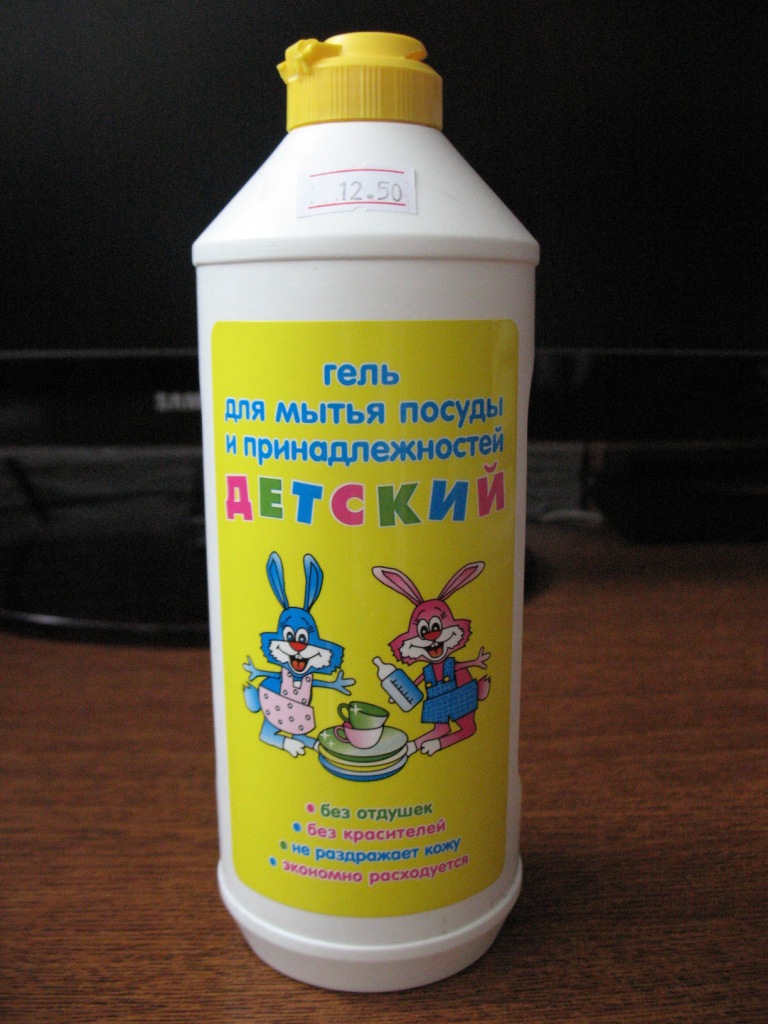 12.50
гель
для мытья посуды
и принадлежностей
ДЕТСКИЙ
• без отдушек
• без красителей
• не раздражает кожу
• экономно расходуется